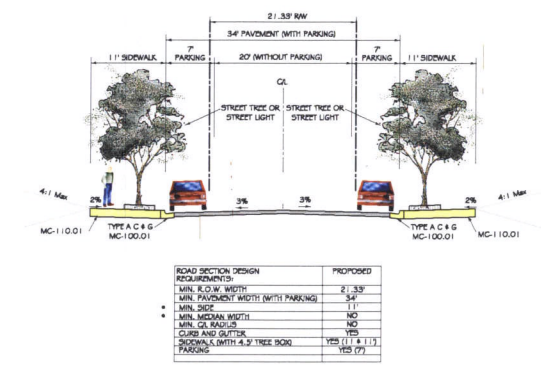 21.33' R/W
34' PAVEMENT (WITH PARKING)
7' PARKING
7' PARKING
11' SIDEWALK
20' (WITHOUT PARKING)
11' SIDEWALK
C/L
STREET TREE OR STREET LIGHT
STREET TREE OR STREET LIGHT
4:1 Max
2%
3%
3%
2%
4:1 Max
MC-110.01
TYPE A C & G
MC-100.01
TYPE A C & G
MC-100.01
MC-110.01
ROAD SECTION DESIGN REQUIREMENTS: PROPOSED
MIN. R.O.W. WIDTH 21.33'
MIN. PAVEMENT WIDTH (WITH PARKING) 34'
* MIN. SIDE 11'
* MIN. MEDIAN WIDTH NO
MIN. C/L RADIUS NO
CURB AND GUTTER YES
SIDEWALK (WITH 4.5' TREE BOX) YES (11 & 11')
PARKING YES (7')